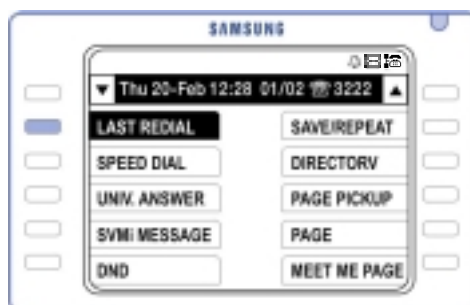 SAMSUNG
Thu 20-Feb 12:28 01/02 ☏ 3222
LAST REDIAL SAVE/REPEAT
SPEED DIAL DIRECTORY
UNIV. ANSWER PAGE PICKUP
SVMi MESSAGE PAGE
DND MEET ME PAGE